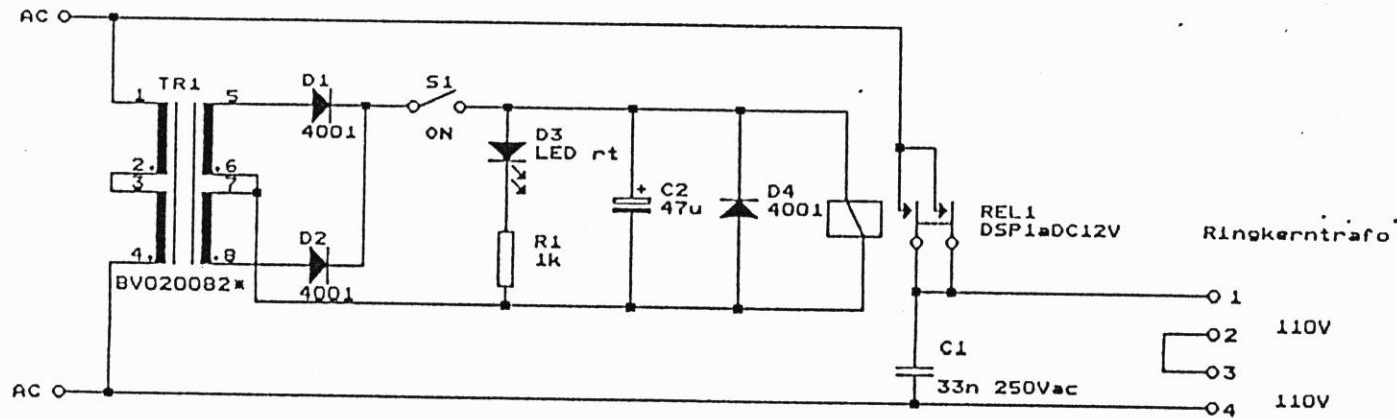 AC
TR1
D1
S1
1
5
4001
ON
D3
LED rt
2.
.6
3
7
C2
+
47u
D4
4001
REL1
DSP1aDC12V
Ringkerntrafo
D2
R1
1k
4.
.8
BV020082*
4001
1
110V
2
C1
3
33n 250Vac
AC
4
110V